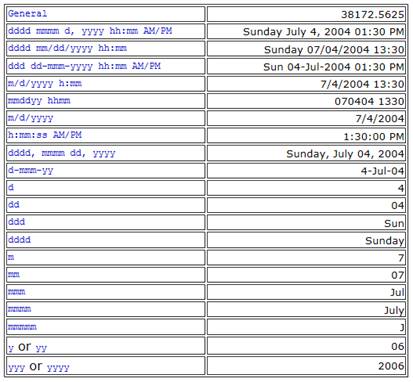 General 38172.5625
dddd mmmm d, yyyy hh:mm AM/PM Sunday July 4, 2004 01:30 PM
dddd mm/dd/yyyy hh:mm Sunday 07/04/2004 13:30
ddd dd-mmm-yyyy hh:mm AM/PM Sun 04-Jul-2004 01:30 PM
m/d/yyyy h:mm 7/4/2004 13:30
mmddyy hhmm 070404 1330
m/d/yyyy 7/4/2004
h:mm:ss AM/PM 1:30:00 PM
dddd, mmmm dd, yyyy Sunday, July 04, 2004
d-mmm-yy 4-Jul-04
d 4
dd 04
ddd Sun
dddd Sunday
m 7
mm 07
mmm Jul
mmmm July
mmmmm J
y or yy 06
yyy or yyyy 2006